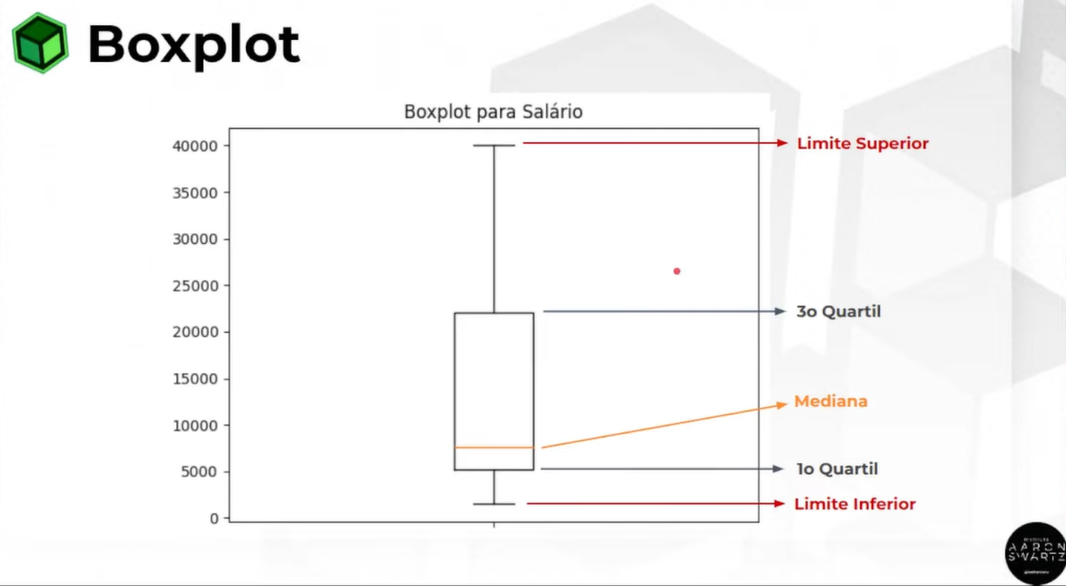 Boxplot
Boxplot para Salário
40000
Limite Superior
35000
30000
25000
3o Quartil
20000
15000
Mediana
10000
5000
1o Quartil
Limite Inferior
0
AARON
SWARTZ